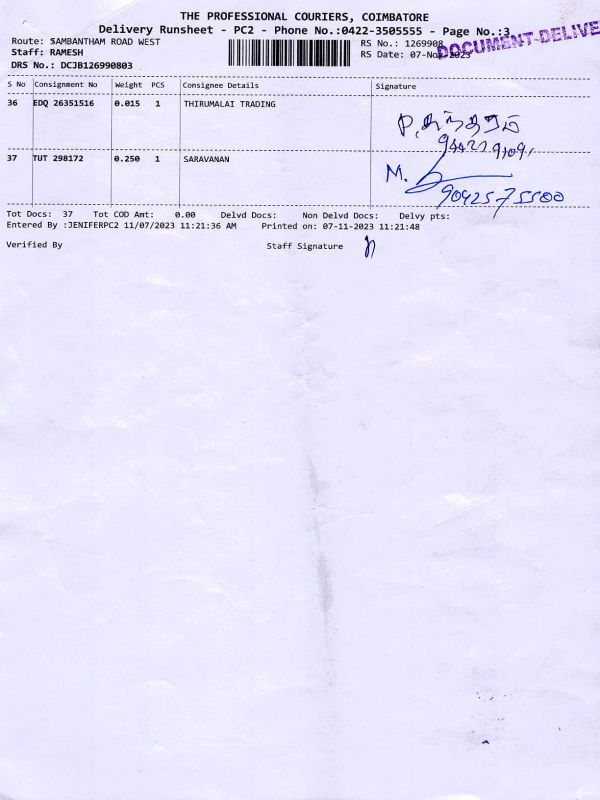 THE PROFESSIONAL COURIERS, COIMBATORE
Delivery Runsheet - PC2 - Phone No.:0422-3505555 - Page No.:3
DOCUMENT-DELIVE
Route: SAMBANTHAM ROAD WEST
RS No.: 1269908
Staff: RAMESH
RS Date: 07-Nov-2023
DRS No.: DCJB126990803
S No Consignment No Weight PCS Consignee Details Signature
36 EDQ 26351516 0.015 1 THIRUMALAI TRADING
P.
37 TUT 298172 0.250 1 SARAVANAN
M.
90425 75500
Tot Docs: 37 Tot COD Amt: 0.00 Delvd Docs: Non Delvd Docs: Delvy pts:
Entered By :JENIFERPC2 11/07/2023 11:21:36 AM Printed on: 07-11-2023 11:21:48
Verified By Staff Signature